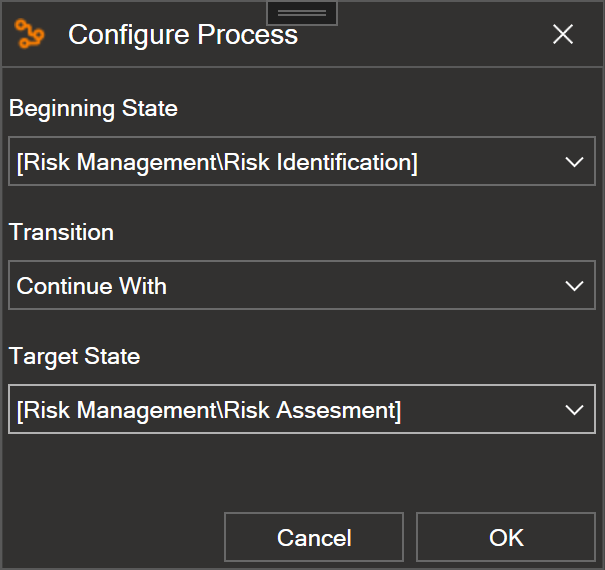 Configure Process
Beginning State
[Risk Management\Risk Identification]
Transition
Continue With
Target State
[Risk Management\Risk Assesment]
Cancel
OK